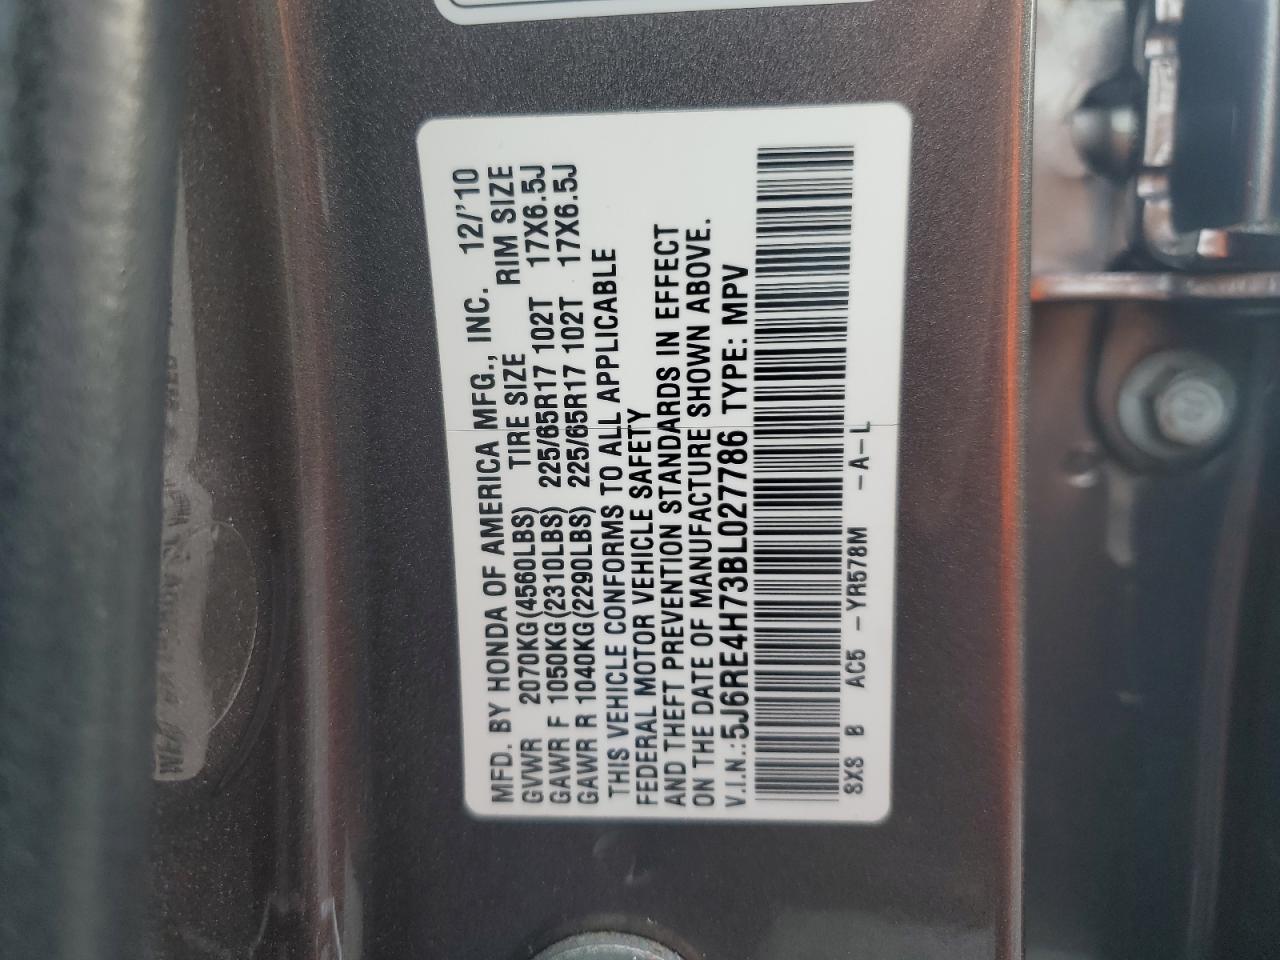 MFD. BY HONDA OF AMERICA MFG., INC. 12/'10
GVWR 2070KG(4560LBS) TIRE SIZE RIM SIZE
GAWR F 1050KG(2310LBS) 225/65R17 102T 17X6.5J
GAWR R 1040KG(2290LBS) 225/65R17 102T 17X6.5J
THIS VEHICLE CONFORMS TO ALL APPLICABLE
FEDERAL MOTOR VEHICLE SAFETY
AND THEFT PREVENTION STANDARDS IN EFFECT
ON THE DATE OF MANUFACTURE SHOWN ABOVE.
V.I.N.:5J6RE4H73BL027786 TYPE: MPV
8X8 B AC5 -YR578M -A-L